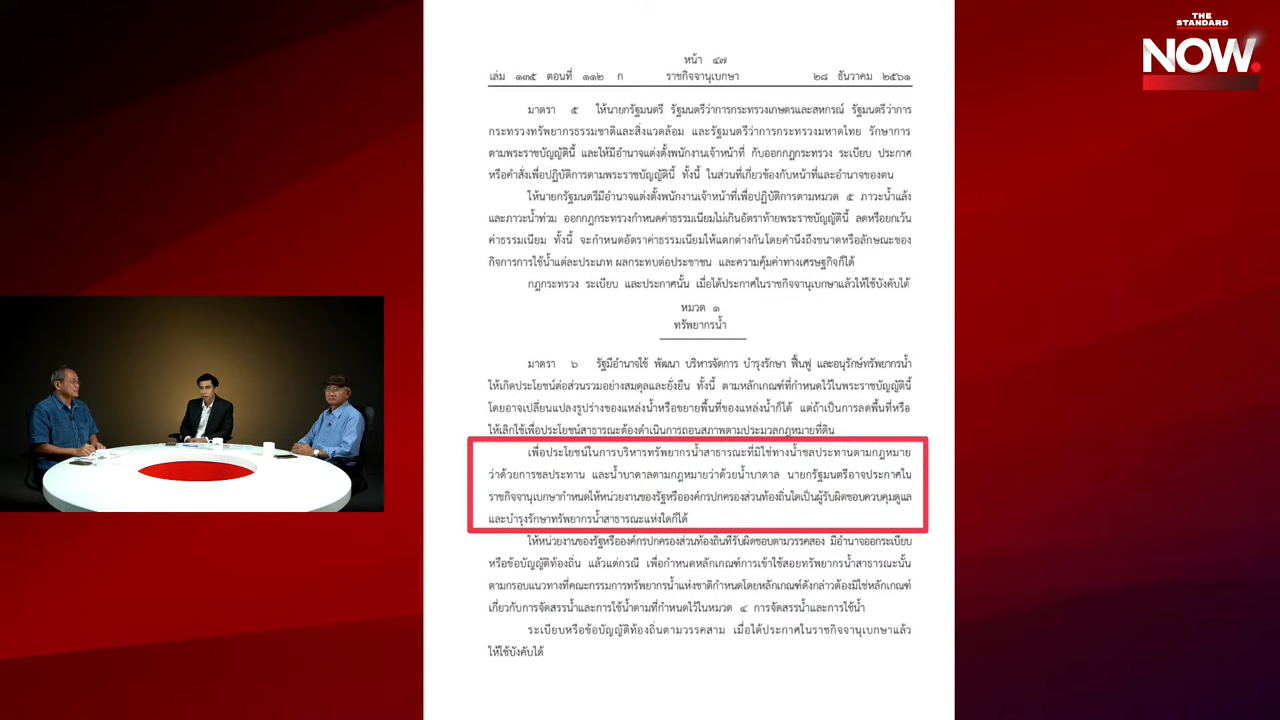 THE
STANDARD
NOW.
หน้า ๔๗
เล่ม ๑๓๕ ตอนที่ ๑๑๒ ก ราชกิจจานุเบกษา ๒๘ ธันวาคม ๒๕๖๑
มาตรา ๕ ให้นายกรัฐมนตรี รัฐมนตรีว่าการกระทรวงเกษตรและสหกรณ์ รัฐมนตรีว่าการ
กระทรวงทรัพยากรธรรมชาติและสิ่งแวดล้อม และรัฐมนตรีว่าการกระทรวงมหาดไทย รักษาการ
ตามพระราชบัญญัตินี้ และให้มีอำนาจแต่งตั้งพนักงานเจ้าหน้าที่ กับออกกฎกระทรวง ระเบียบ ประกาศ
หรือคำสั่งเพื่อปฏิบัติการตามพระราชบัญญัตินี้ ทั้งนี้ ในส่วนที่เกี่ยวข้องกับหน้าที่และอำนาจของตน
ให้นายกรัฐมนตรีมีอำนาจแต่งตั้งพนักงานเจ้าหน้าที่เพื่อปฏิบัติการตามหมวด ๕ ภาวะน้ำแล้ง
และภาวะน้ำท่วม ออกกฎกระทรวงกำหนดค่าธรรมเนียมไม่เกินอัตราท้ายพระราชบัญญัตินี้ ลดหรือยกเว้น
ค่าธรรมเนียม ทั้งนี้ จะกำหนดอัตราค่าธรรมเนียมให้แตกต่างกันโดยคำนึงถึงขนาดหรือลักษณะของ
กิจการการใช้น้ำแต่ละประเภท ผลกระทบต่อประชาชน และความคุ้มค่าทางเศรษฐกิจก็ได้
กฎกระทรวง ระเบียบ และประกาศนั้น เมื่อได้ประกาศในราชกิจจานุเบกษาแล้วให้ใช้บังคับได้
หมวด ๑
ทรัพยากรน้ำ
มาตรา ๖ รัฐมีอำนาจใช้ พัฒนา บริหารจัดการ บำรุงรักษา ฟื้นฟู และอนุรักษ์ทรัพยากรน้ำ
ให้เกิดประโยชน์ต่อส่วนรวมอย่างสมดุลและยั่งยืน ทั้งนี้ ตามหลักเกณฑ์ที่กำหนดไว้ในพระราชบัญญัตินี้
โดยอาจเปลี่ยนแปลงรูปร่างของแหล่งน้ำหรือขยายพื้นที่ของแหล่งน้ำก็ได้ แต่ถ้าเป็นการลดพื้นที่หรือ
ให้เลิกใช้เพื่อประโยชน์สาธารณะต้องดำเนินการถอนสภาพตามประมวลกฎหมายที่ดิน
เพื่อประโยชน์ในการบริหารทรัพยากรน้ำสาธารณะที่มิใช่ทางน้ำชลประทานตามกฎหมาย
ว่าด้วยการชลประทาน และน้ำบาดาลตามกฎหมายว่าด้วยน้ำบาดาล นายกรัฐมนตรีอาจประกาศใน
ราชกิจจานุเบกษากำหนดให้หน่วยงานของรัฐหรือองค์กรปกครองส่วนท้องถิ่นใดเป็นผู้รับผิดชอบควบคุมดูแล
และบำรุงรักษาทรัพยากรน้ำสาธารณะแห่งใดก็ได้
ให้หน่วยงานของรัฐหรือองค์กรปกครองส่วนท้องถิ่นที่รับผิดชอบตามวรรคสอง มีอำนาจออกระเบียบ
หรือข้อบัญญัติท้องถิ่น แล้วแต่กรณี เพื่อกำหนดหลักเกณฑ์การเข้าใช้สอยทรัพยากรน้ำสาธารณะนั้น
ตามกรอบแนวทางที่คณะกรรมการทรัพยากรน้ำแห่งชาติกำหนดโดยหลักเกณฑ์ดังกล่าวต้องมิใช่หลักเกณฑ์
เกี่ยวกับการจัดสรรน้ำและการใช้น้ำตามที่กำหนดไว้ในหมวด ๔ การจัดสรรน้ำและการใช้น้ำ
ระเบียบหรือข้อบัญญัติท้องถิ่นตามวรรคสาม เมื่อได้ประกาศในราชกิจจานุเบกษาแล้ว
ให้ใช้บังคับได้